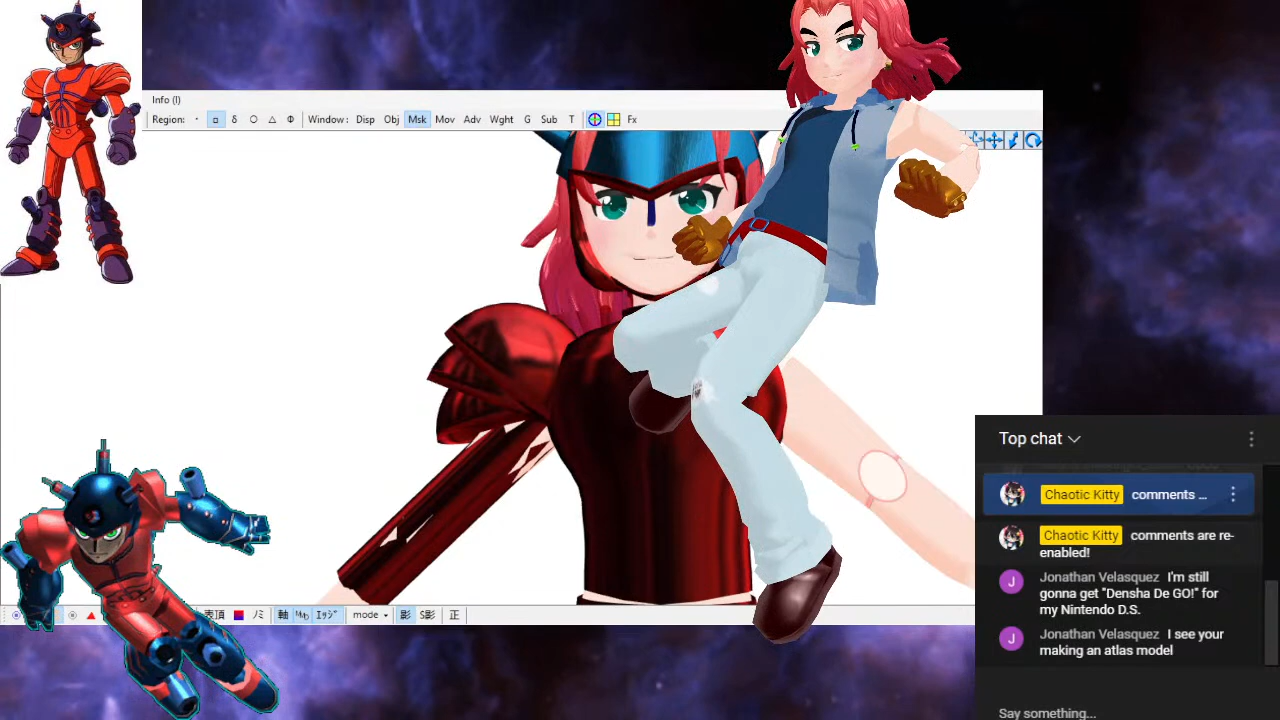 Info (I)
Region: Window: Disp Obj Msk Mov Adv Wght G Sub T Fx
Top chat
Chaotic Kitty comments ...
Chaotic Kitty comments are re-
enabled!
J Jonathan Velasquez I'm still
gonna get "Densha De GO!" for
my Nintendo D.S.
J Jonathan Velasquez I see your
making an atlas model
表頂 ノミ 軸 ｴｯｼﾞ mode 影 S影 正
Say something...